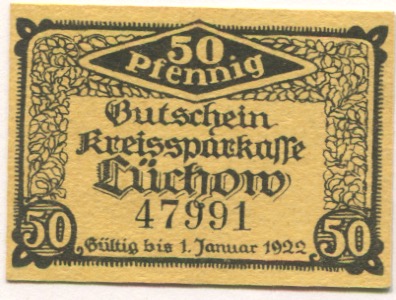 50
Pfennig
Gutschein
Kreissparkasse
Lüchow
47991
50 Gültig bis 1. Januar 1922 50